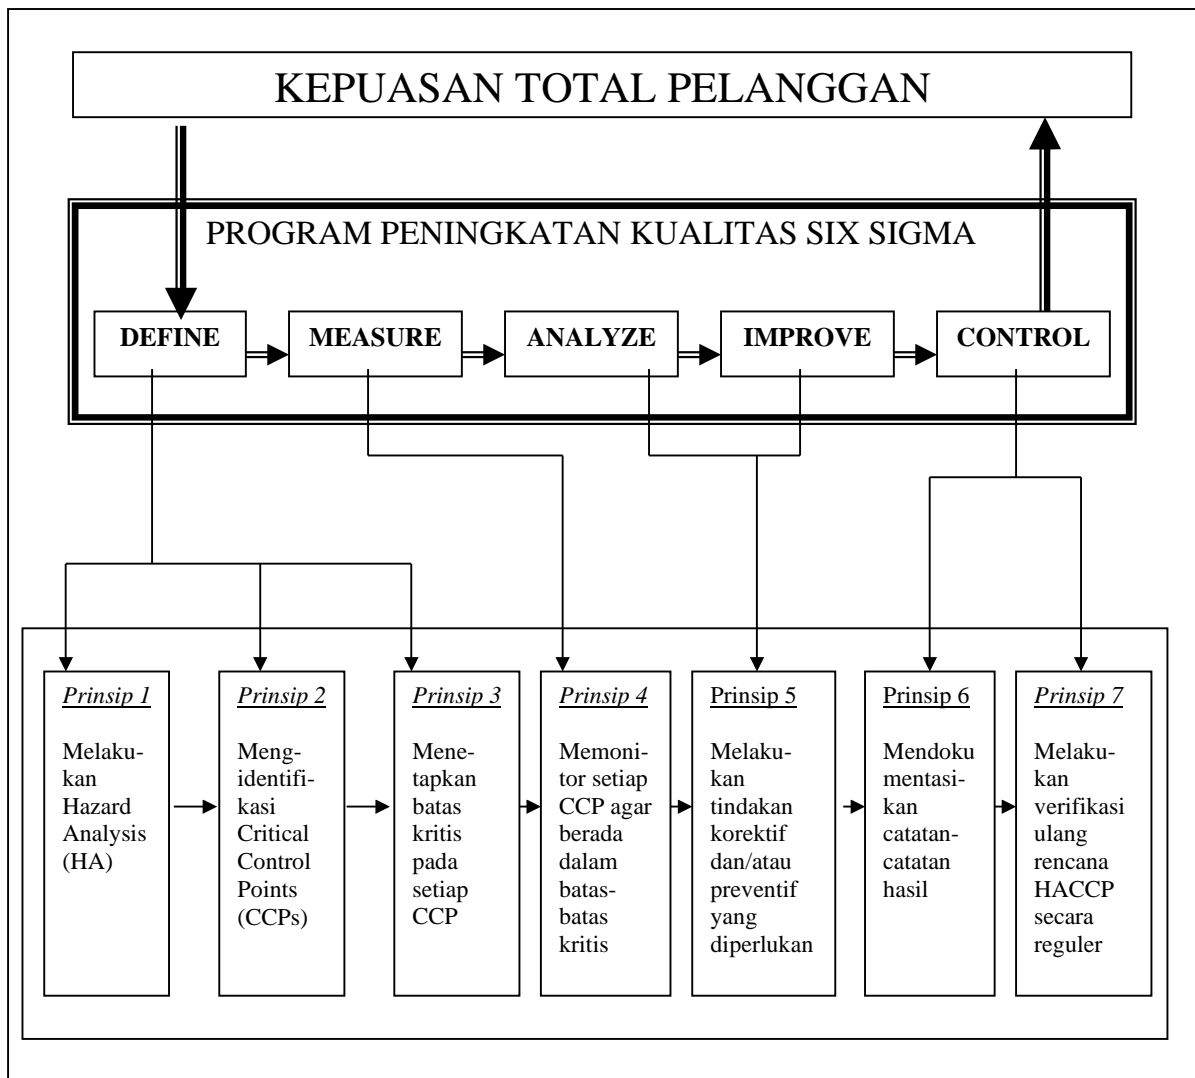 KEPUASAN TOTAL PELANGGAN
PROGRAM PENINGKATAN KUALITAS SIX SIGMA
DEFINE
MEASURE
ANALYZE
IMPROVE
CONTROL
Prinsip 1
Melaku-
kan
Hazard
Analysis
(HA)
Prinsip 2
Meng-
identifi-
kasi
Critical
Control
Points
(CCPs)
Prinsip 3
Mene-
tapkan
batas
kritis
pada
setiap
CCP
Prinsip 4
Memoni-
tor setiap
CCP agar
berada
dalam
batas-
batas
kritis
Prinsip 5
Melaku-
kan
tindakan
korektif
dan/atau
preventif
yang
diperlukan
Prinsip 6
Mendoku
mentasi-
kan
catatan-
catatan
hasil
Prinsip 7
Melaku-
kan
verifikasi
ulang
rencana
HACCP
secara
reguler